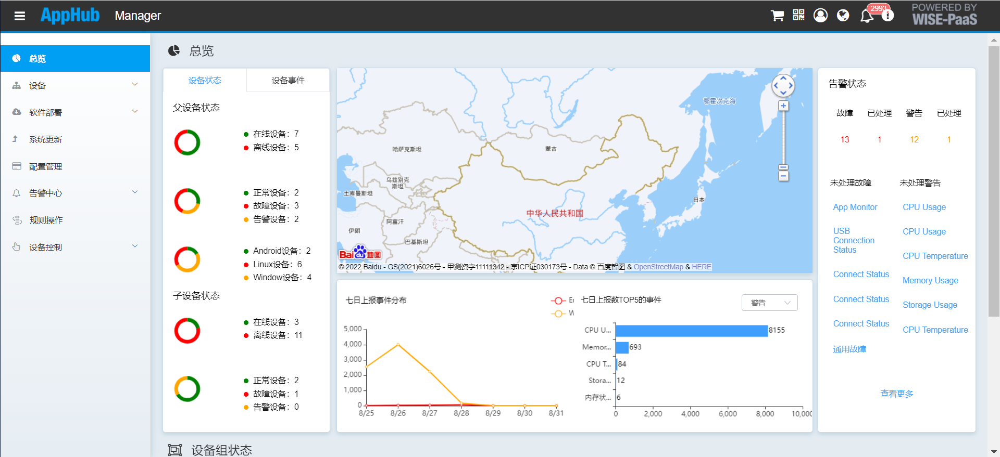 AppHub Manager
2993
POWERED BY
WISE-PaaS
总览
设备
软件部署
系统更新
配置管理
告警中心
规则操作
设备控制
总览
设备状态
设备事件
父设备状态
在线设备：7
离线设备：5
正常设备：2
故障设备：3
告警设备：2
Android设备：2
Linux设备：6
Window设备：4
子设备状态
在线设备：3
离线设备：11
正常设备：2
故障设备：1
告警设备：0
鄂霍次克海
哈萨克斯坦
蒙古
乌兹别克
斯坦
土库曼斯坦
日本
中华人民共和国
阿富汗
伊朗
巴基斯坦
Bai du 地图
© 2022 Baidu - GS(2021)6026号 - 甲测资字11111342 - 京ICP证030173号 - Data © 百度智图 & OpenStreetMap & HERE
七日上报事件分布
5,000
4,000
3,000
2,000
1,000
0
8/25 8/26 8/27 8/28 8/29 8/30 8/31
七日上报数TOP5的事件
警告
CPU U... 8155
Memor... 693
CPU T... 84
Stora... 12
内存状... 6
0 2,000 4,000 6,000 8,000 10,000
告警状态
故障 已处理 警告 已处理
13 1 12 1
未处理故障
App Monitor
USB
Connection
Status
Connect Status
Connect Status
Connect Status
通用故障
未处理警告
CPU Usage
CPU Usage
CPU Temperature
Memory Usage
Storage Usage
CPU Temperature
查看更多
设备组状态